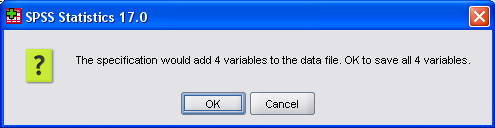 SPSS Statistics 17.0
?
The specification would add 4 variables to the data file. OK to save all 4 variables.
OK
Cancel